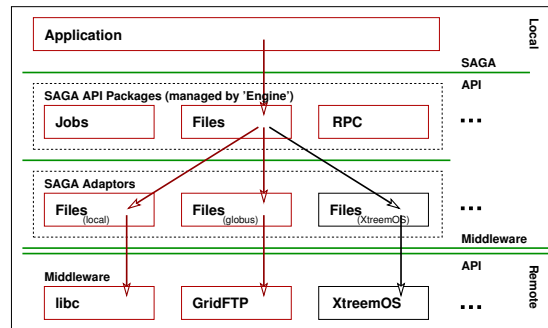 Application
Local
SAGA
API
SAGA API Packages (managed by 'Engine')
Jobs
Files
RPC
...
SAGA Adaptors
Files
(local)
Files
(globus)
Files
(XtreemOS)
...
Middleware
API
Middleware
libc
GridFTP
XtreemOS
...
Remote